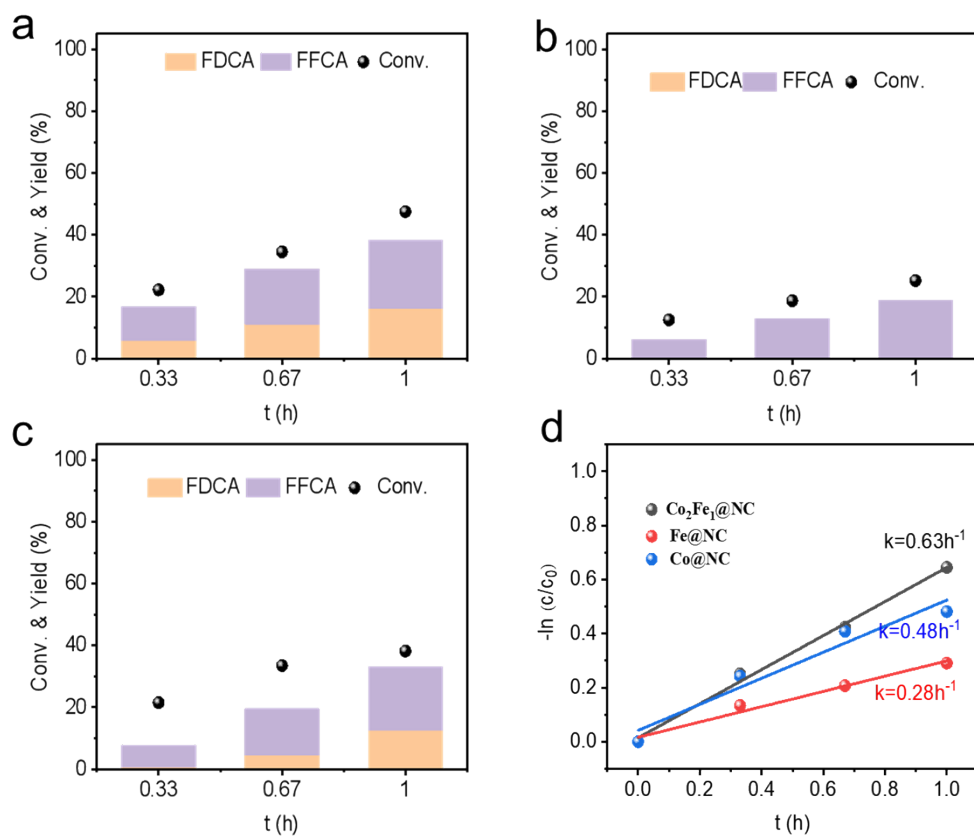 a
100
80
60
40
20
0
Conv. & Yield (%)
FDCA FFCA Conv.
0.33 0.67 1
t (h)
b
100
80
60
40
20
0
Conv. & Yield (%)
FDCA FFCA Conv.
0.33 0.67 1
t (h)
c
100
80
60
40
20
0
Conv. & Yield (%)
FDCA FFCA Conv.
0.33 0.67 1
t (h)
d
1.0
0.8
0.6
0.4
0.2
0.0
-ln (c/c₀)
Co₂Fe₁@NC
Fe@NC
Co@NC
k=0.63h⁻¹
k=0.48h⁻¹
k=0.28h⁻¹
0.0 0.2 0.4 0.6 0.8 1.0
t (h)